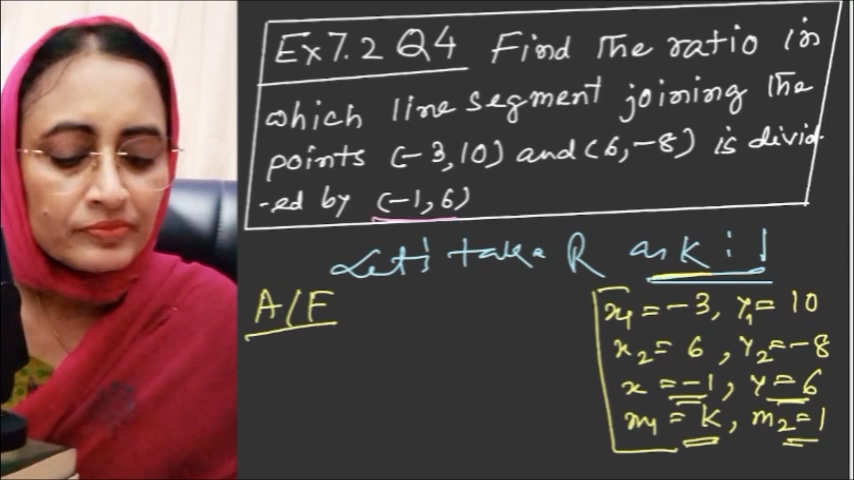 Ex 7.2 Q4 Find the ratio in
which line segment joining the
points (-3,10) and (6,-8) is divid-
-ed by (-1,6)
Let's take R as K:1
A/F
x₁ = -3, y₁ = 10
x₂ = 6, y₂ = -8
x = -1, y = 6
m₁ = K, m₂ = 1